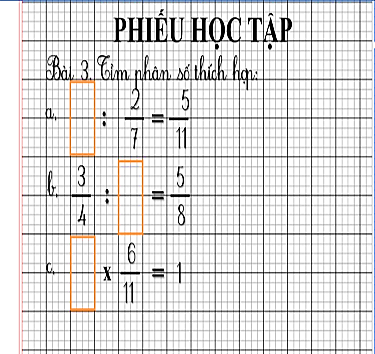 PHIẾU HỌC TẬP
Bài 3. Tìm phân số thích hợp:
a. : 2/7 = 5/11
b. 3/4 : = 5/8
c. x 6/11 = 1